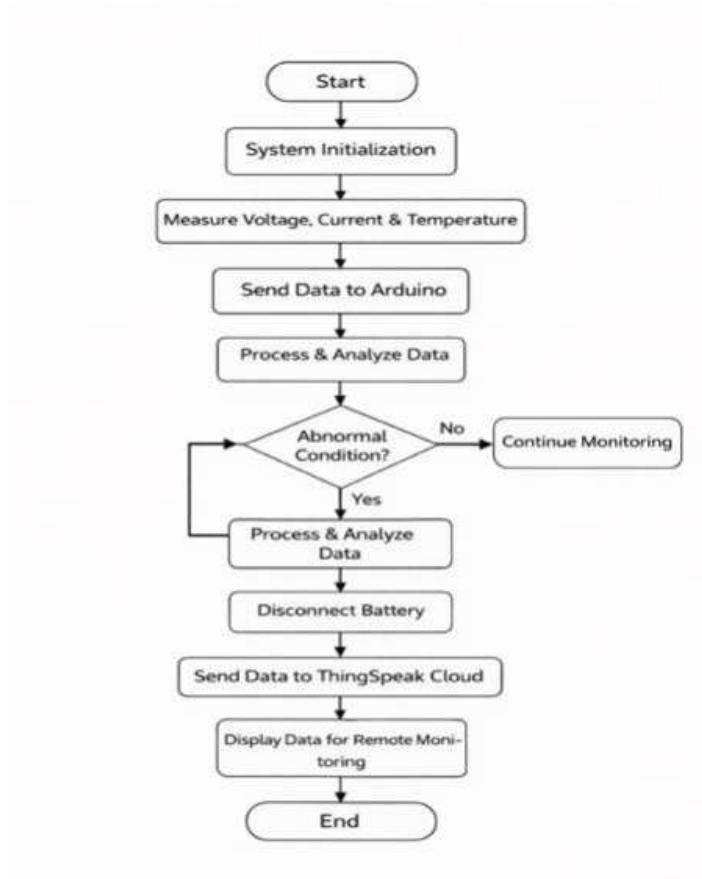 Start
System Initialization
Measure Voltage, Current & Temperature
Send Data to Arduino
Process & Analyze Data
Abnormal
Condition?
No
Continue Monitoring
Yes
Process & Analyze
Data
Disconnect Battery
Send Data to ThingSpeak Cloud
Display Data for Remote Moni-
toring
End